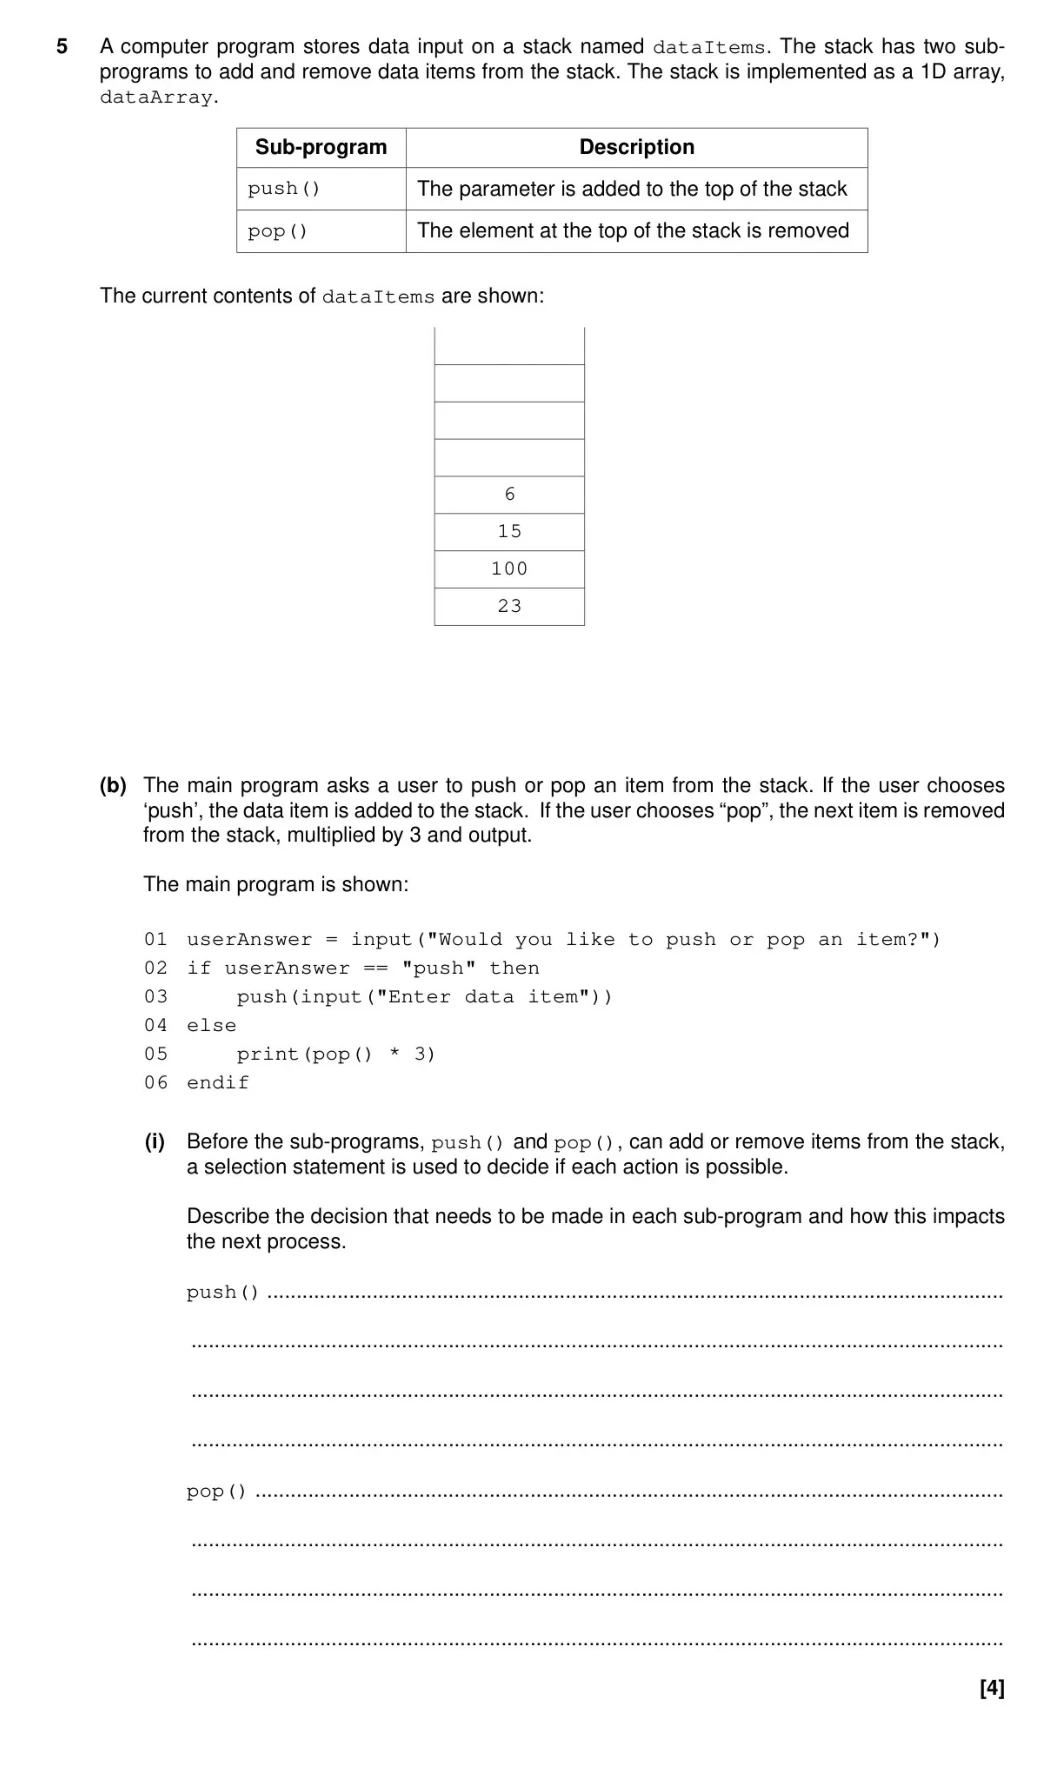 5 A computer program stores data input on a stack named dataItems. The stack has two sub-
programs to add and remove data items from the stack. The stack is implemented as a 1D array,
dataArray.
Sub-program Description
push() The parameter is added to the top of the stack
pop() The element at the top of the stack is removed
The current contents of dataItems are shown:
6
15
100
23
(b) The main program asks a user to push or pop an item from the stack. If the user chooses
‘push’, the data item is added to the stack. If the user chooses “pop”, the next item is removed
from the stack, multiplied by 3 and output.
The main program is shown:
01 userAnswer = input("Would you like to push or pop an item?")
02 if userAnswer == "push" then
03 push(input("Enter data item"))
04 else
05 print(pop() * 3)
06 endif
(i) Before the sub-programs, push() and pop(), can add or remove items from the stack,
a selection statement is used to decide if each action is possible.
Describe the decision that needs to be made in each sub-program and how this impacts
the next process.
push()
pop()
[4]